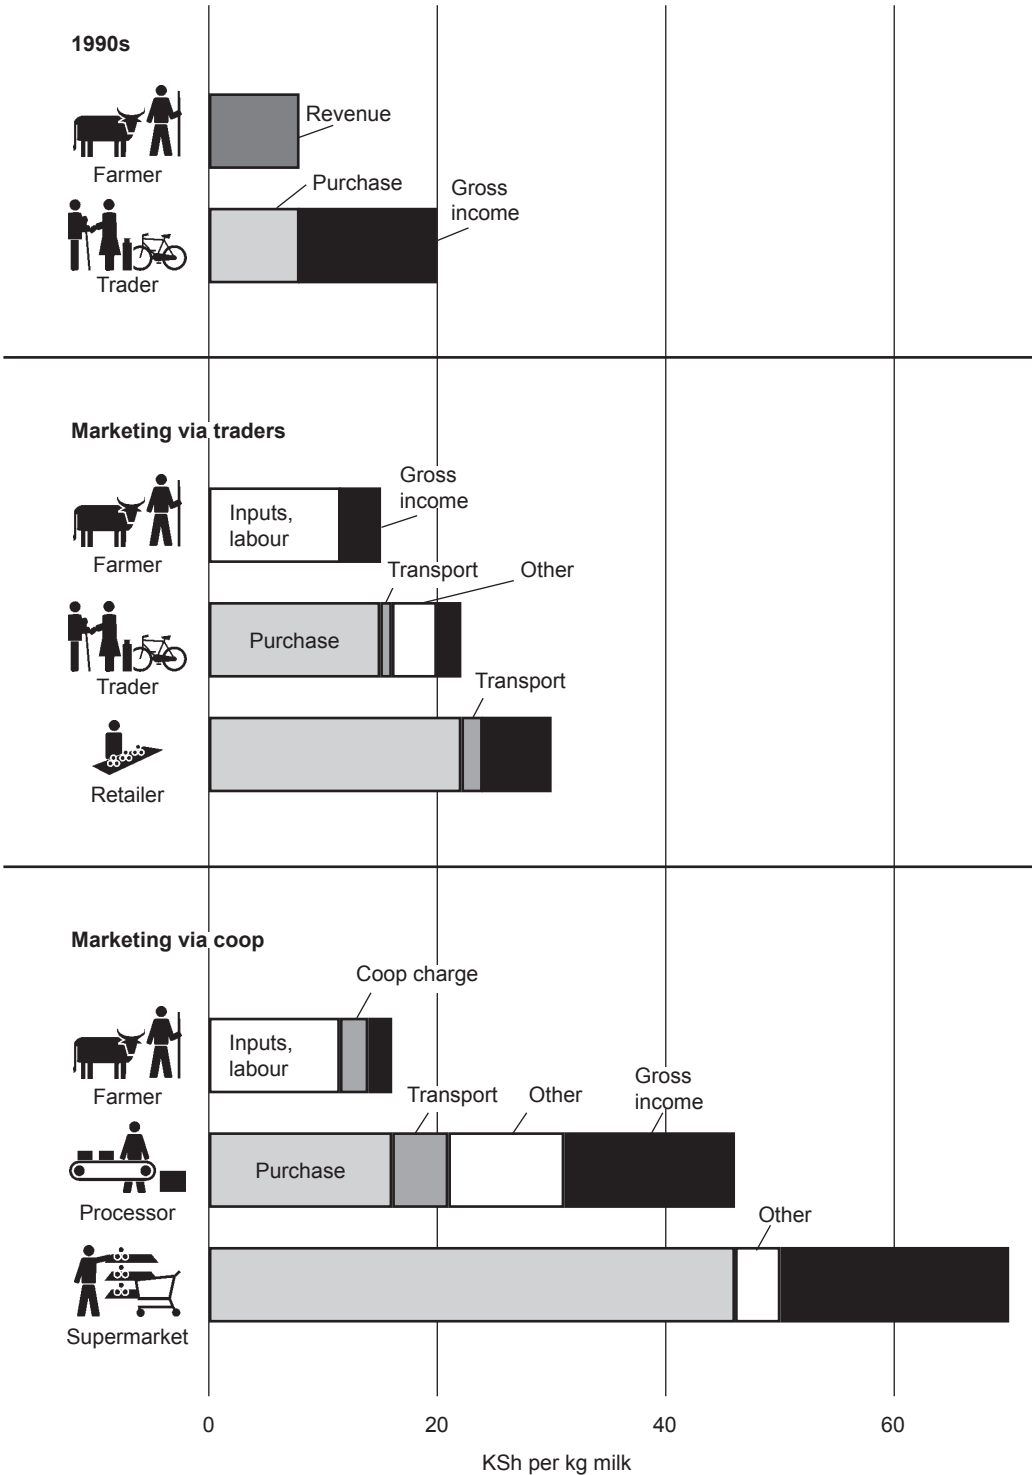 1990s
Revenue
Farmer
Purchase
Gross
income
Trader
Marketing via traders
Gross
income
Inputs,
labour
Farmer
Transport
Other
Purchase
Trader
Transport
Retailer
Marketing via coop
Coop charge
Inputs,
labour
Farmer
Gross
income
Transport
Other
Purchase
Processor
Other
Supermarket
0
20
40
60
KSh per kg milk